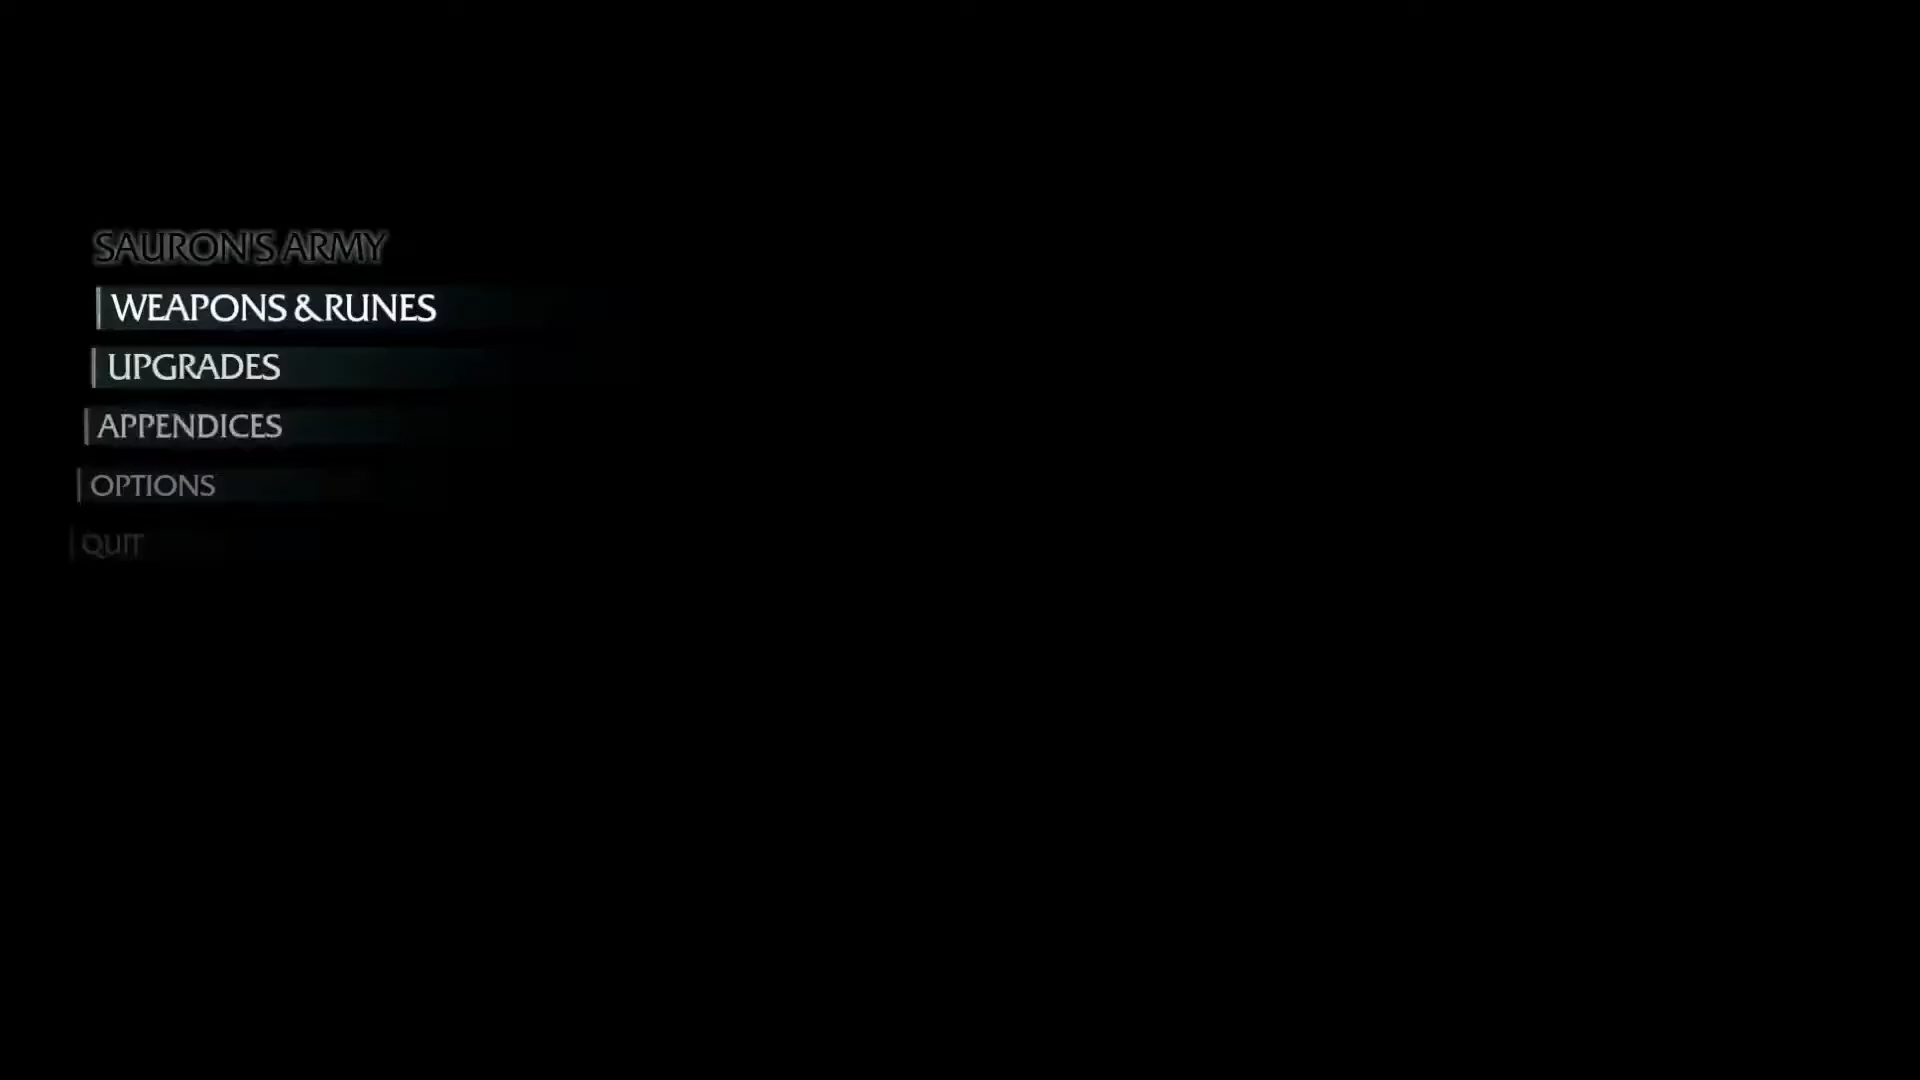 SAURON'S ARMY
WEAPONS & RUNES
UPGRADES
APPENDICES
OPTIONS
QUIT